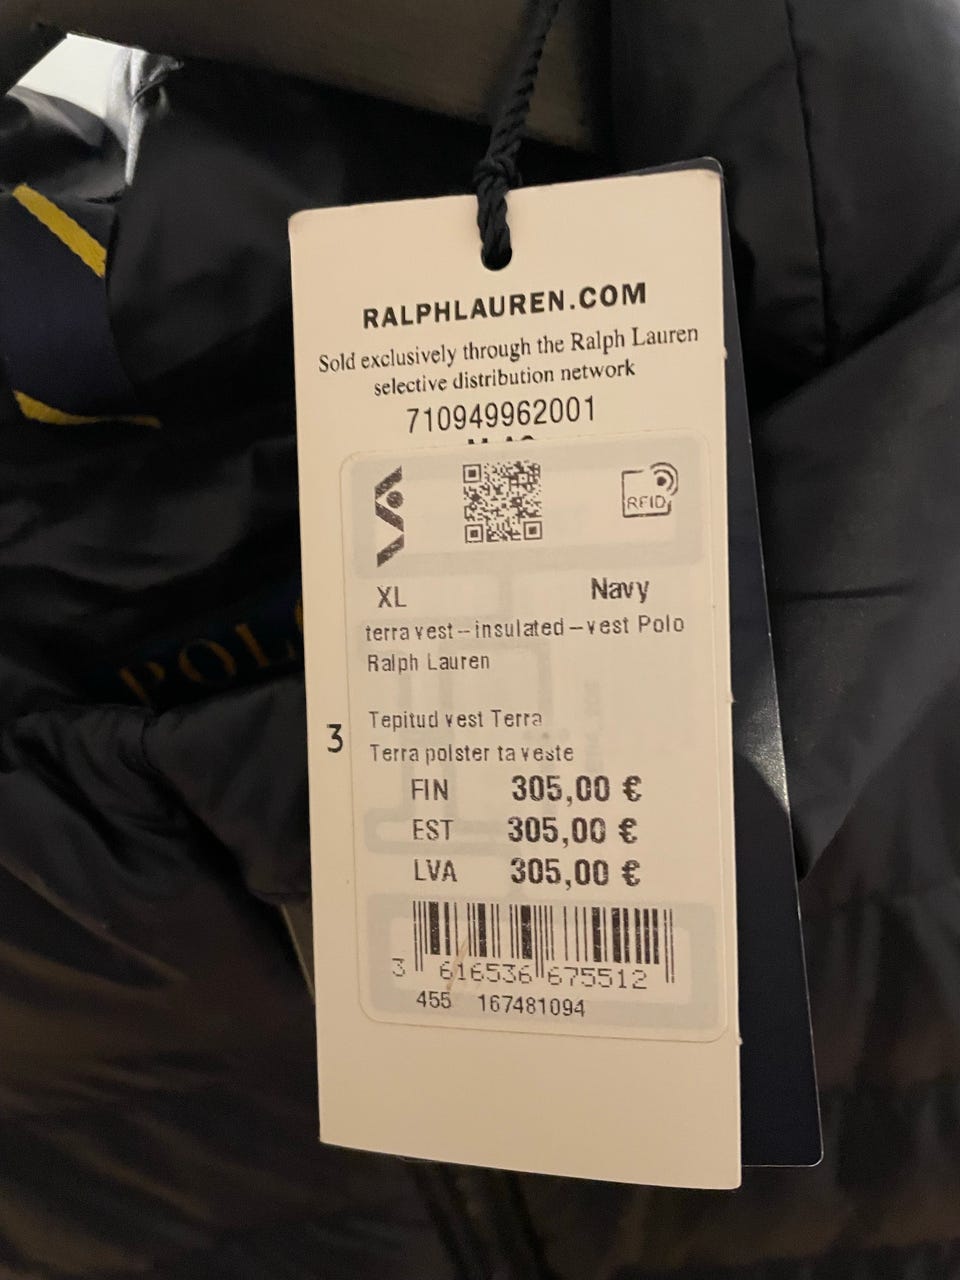 RALPHLAUREN.COM
Sold exclusively through the Ralph Lauren
selective distribution network
710949962001
RFID
XL Navy
terra vest-insulated-vest Polo
Ralph Lauren
Tepitud vest Terra
3
Terra polster ta veste
FIN 305,00 €
EST 305,00 €
LVA 305,00 €
3 616536 675512
455 167481094
POLO